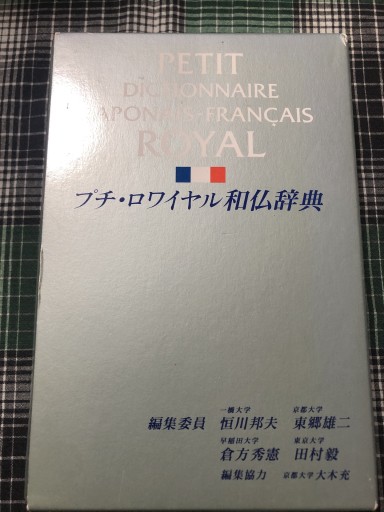 PETIT
DICTIONNAIRE
JAPONAIS-FRANÇAIS
ROYAL
プチ・ロワイヤル和仏辞典
一橋大学 京都大学
編集委員 恒川邦夫 東郷雄二
早稲田大学 東京大学
倉方秀憲 田村毅
編集協力 京都大学 大木充